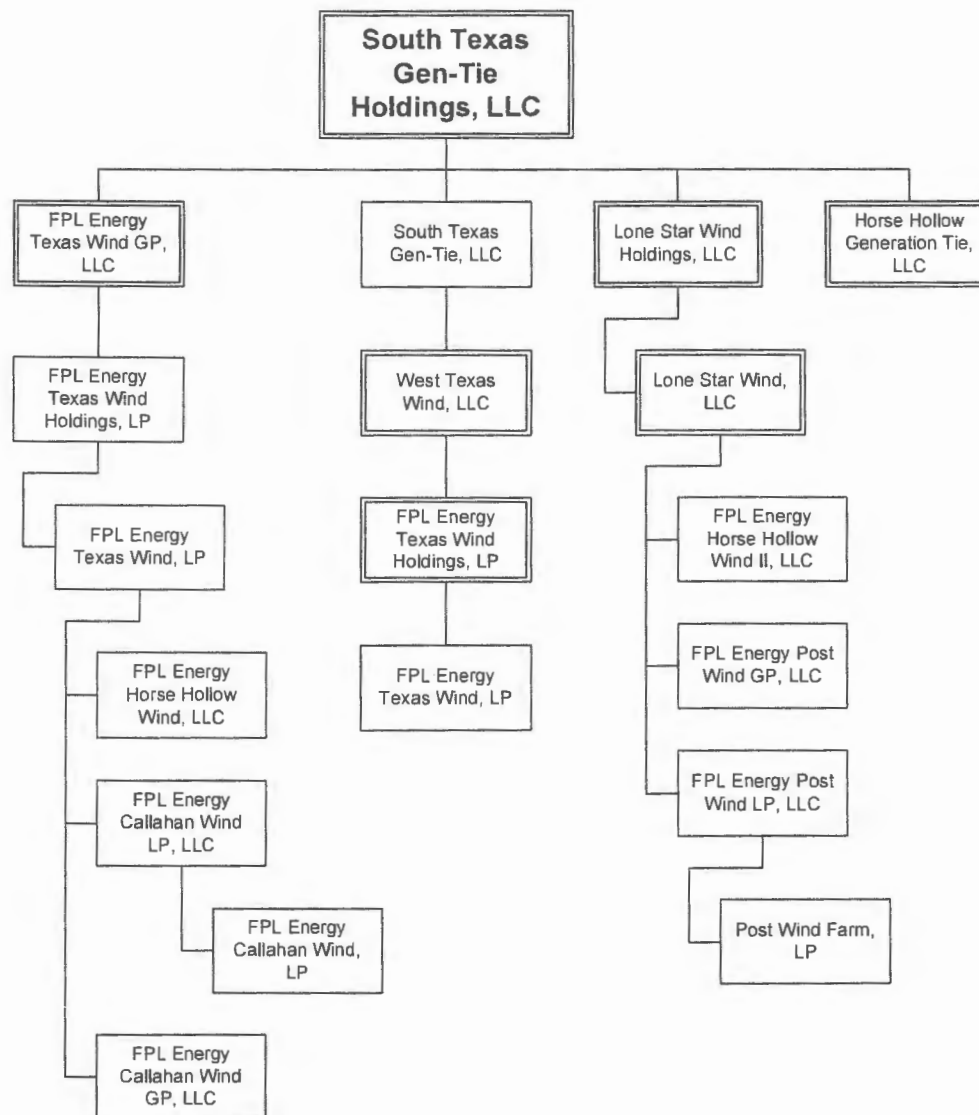 South Texas
Gen-Tie
Holdings, LLC
FPL Energy
Texas Wind GP,
LLC
South Texas
Gen-Tie, LLC
Lone Star Wind
Holdings, LLC
Horse Hollow
Generation Tie,
LLC
FPL Energy
Texas Wind
Holdings, LP
West Texas
Wind, LLC
Lone Star Wind,
LLC
FPL Energy
Texas Wind, LP
FPL Energy
Texas Wind
Holdings, LP
FPL Energy
Horse Hollow
Wind II, LLC
FPL Energy
Horse Hollow
Wind, LLC
FPL Energy
Texas Wind, LP
FPL Energy Post
Wind GP, LLC
FPL Energy
Callahan Wind
LP, LLC
FPL Energy Post
Wind LP, LLC
FPL Energy
Callahan Wind,
LP
Post Wind Farm,
LP
FPL Energy
Callahan Wind
GP, LLC